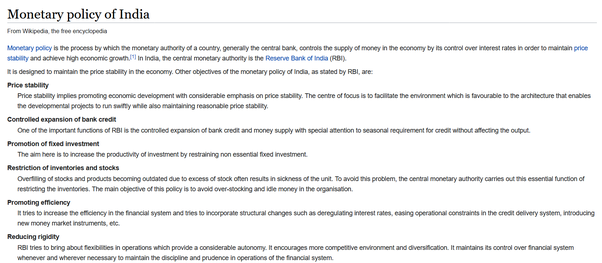 Monetary policy of India
From Wikipedia, the free encyclopedia
Monetary policy is the process by which the monetary authority of a country, generally the central bank, controls the supply of money in the economy by its control over interest rates in order to maintain price
stability and achieve high economic growth.[1] In India, the central monetary authority is the Reserve Bank of India (RBI).
It is designed to maintain the price stability in the economy. Other objectives of the monetary policy of India, as stated by RBI, are:
Price stability
Price stability implies promoting economic development with considerable emphasis on price stability. The centre of focus is to facilitate the environment which is favourable to the architecture that enables
the developmental projects to run swiftly while also maintaining reasonable price stability.
Controlled expansion of bank credit
One of the important functions of RBI is the controlled expansion of bank credit and money supply with special attention to seasonal requirement for credit without affecting the output.
Promotion of fixed investment
The aim here is to increase the productivity of investment by restraining non essential fixed investment.
Restriction of inventories and stocks
Overfilling of stocks and products becoming outdated due to excess of stock often results in sickness of the unit. To avoid this problem, the central monetary authority carries out this essential function of
restricting the inventories. The main objective of this policy is to avoid over-stocking and idle money in the organisation.
Promoting efficiency
It tries to increase the efficiency in the financial system and tries to incorporate structural changes such as deregulating interest rates, easing operational constraints in the credit delivery system, introducing
new money market instruments, etc.
Reducing rigidity
RBI tries to bring about flexibilities in operations which provide a considerable autonomy. It encourages more competitive environment and diversification. It maintains its control over financial system
whenever and wherever necessary to maintain the discipline and prudence in operations of the financial system.